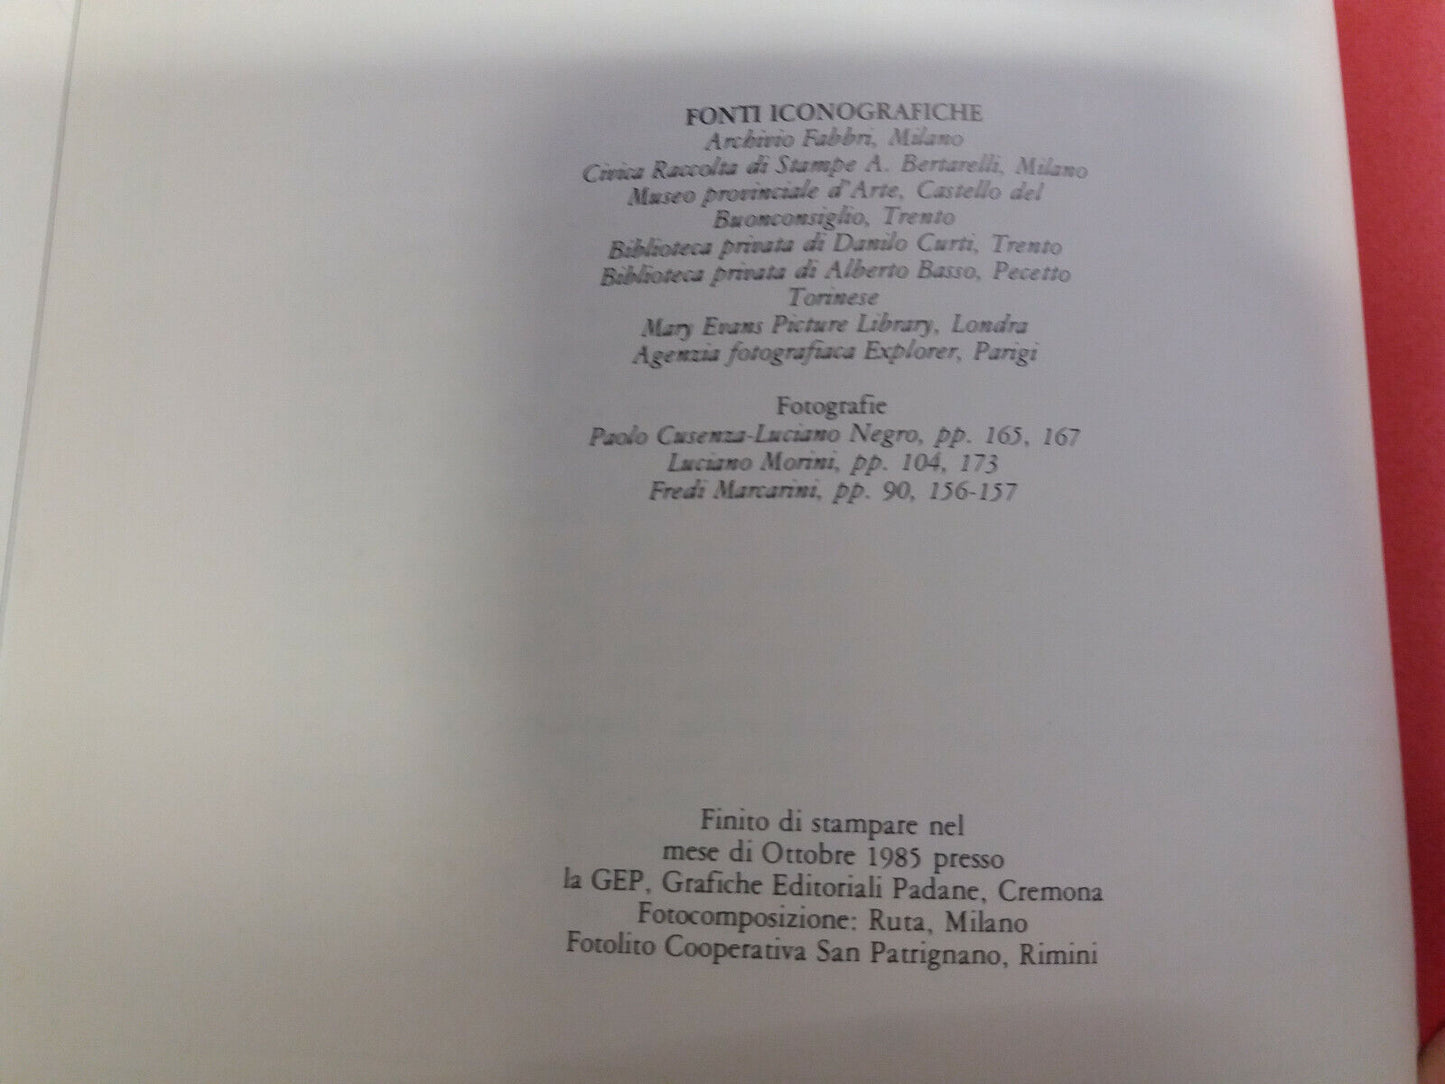 FONTI ICONOGRAFICHE
Archivio Fabbri, Milano
Civica Raccolta di Stampe A. Bertarelli, Milano
Museo provinciale d'Arte, Castello del
Buonconsiglio, Trento
Biblioteca privata di Danilo Curti, Trento
Biblioteca privata di Alberto Basso, Pecetto
Torinese
Mary Evans Picture Library, Londra
Agenzia fotografiaca Explorer, Parigi
Fotografie
Paolo Cusenza-Luciano Negro, pp. 165, 167
Luciano Morini, pp. 104, 173
Fredi Marcarini, pp. 90, 156-157
Finito di stampare nel
mese di Ottobre 1985 presso
la GEP, Grafiche Editoriali Padane, Cremona
Fotocomposizione: Ruta, Milano
Fotolito Cooperativa San Patrignano, Rimini